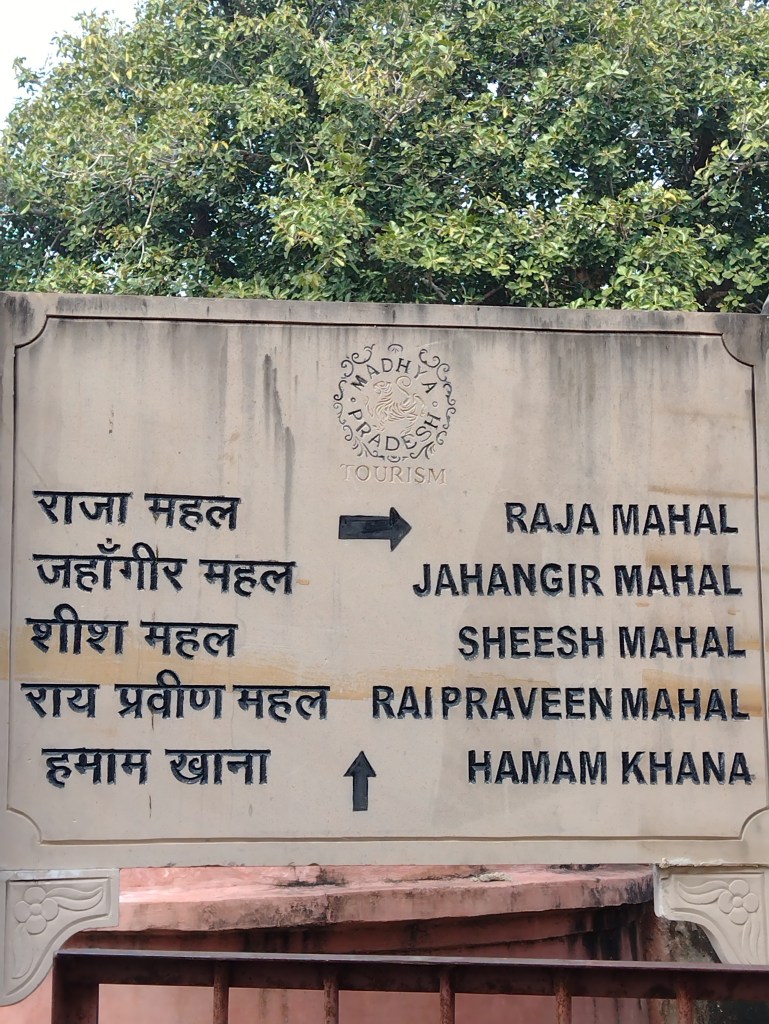 MADHYA PRADESH
TOURISM
राजा महल RAJA MAHAL
जहाँगीर महल JAHANGIR MAHAL
शीश महल SHEESH MAHAL
राय प्रवीण महल RAI PRAVEEN MAHAL
हमाम खाना HAMAM KHANA